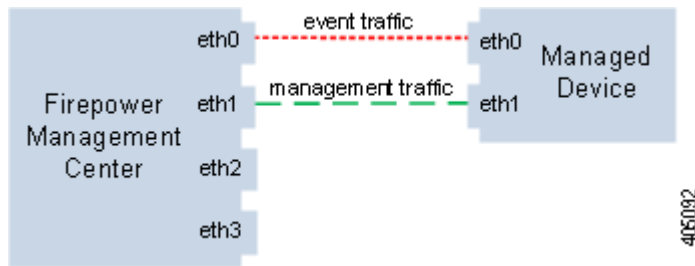 event traffic
eth0
eth0
Managed
Device
management traffic
eth1
eth1
Firepower
Management
Center
eth2
eth3
405092